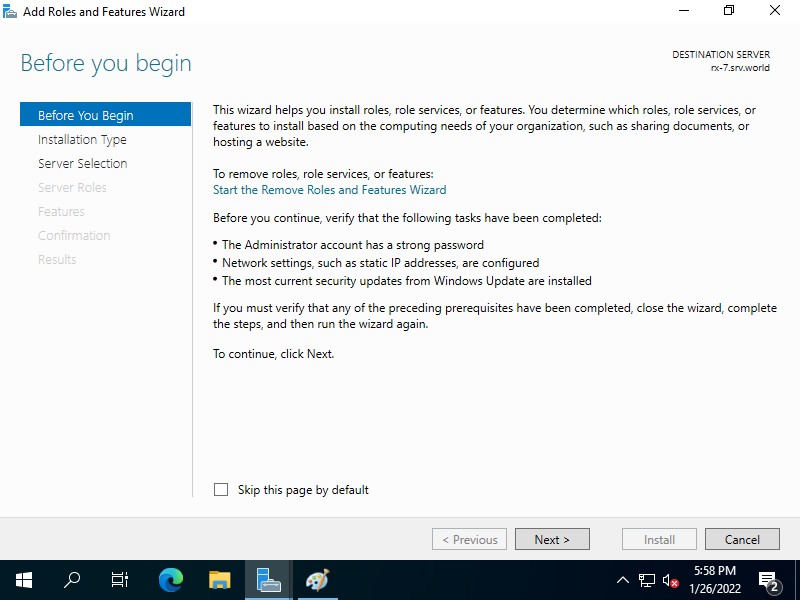 Add Roles and Features Wizard
Before you begin
DESTINATION SERVER
rx-7.srv.world
Before You Begin
Installation Type
Server Selection
Server Roles
Features
Confirmation
Results
This wizard helps you install roles, role services, or features. You determine which roles, role services, or
features to install based on the computing needs of your organization, such as sharing documents, or
hosting a website.
To remove roles, role services, or features:
Start the Remove Roles and Features Wizard
Before you continue, verify that the following tasks have been completed:
• The Administrator account has a strong password
• Network settings, such as static IP addresses, are configured
• The most current security updates from Windows Update are installed
If you must verify that any of the preceding prerequisites have been completed, close the wizard, complete
the steps, and then run the wizard again.
To continue, click Next.
Skip this page by default
< Previous
Next >
Install
Cancel
5:58 PM
1/26/2022
2